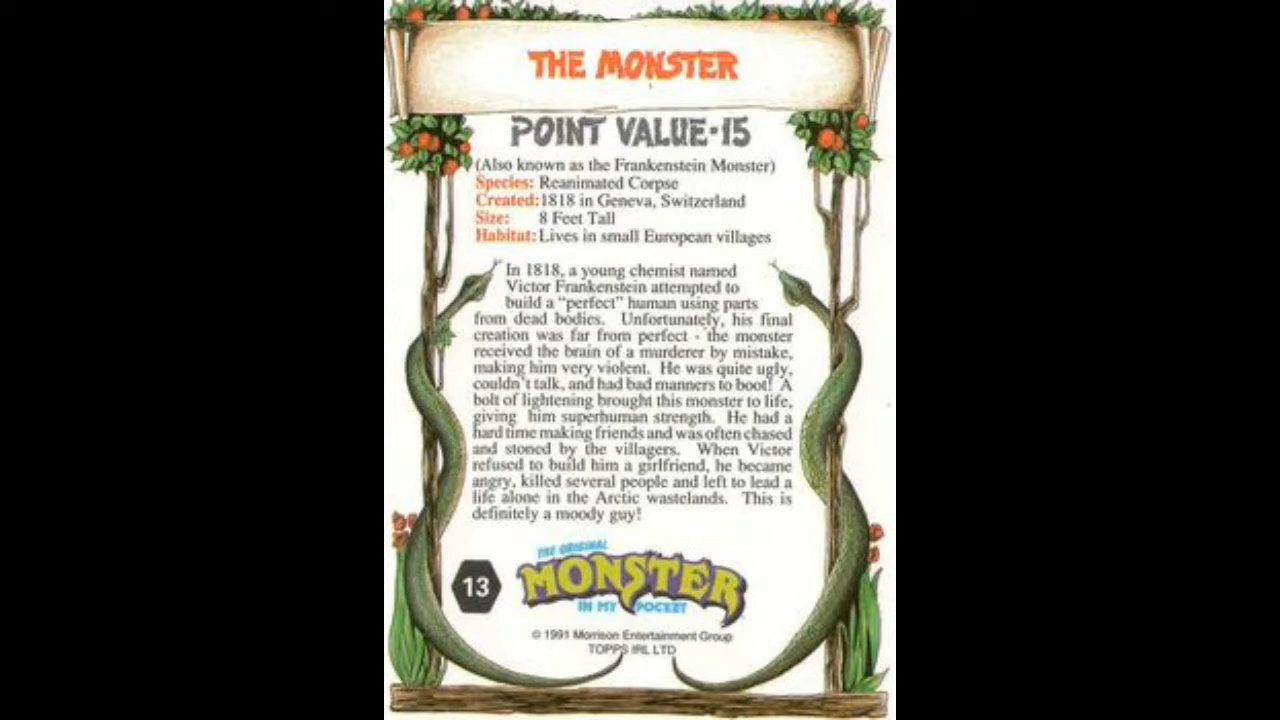 THE MONSTER
POINT VALUE·15
(Also known as the Frankenstein Monster)
Species: Reanimated Corpse
Created: 1818 in Geneva, Switzerland
Size: 8 Feet Tall
Habitat: Lives in small European villages
In 1818, a young chemist named
Victor Frankenstein attempted to
build a “perfect” human using parts
from dead bodies. Unfortunately, his final
creation was far from perfect - the monster
received the brain of a murderer by mistake,
making him very violent. He was quite ugly,
couldn't talk, and had bad manners to boot! A
bolt of lightening brought this monster to life,
giving him superhuman strength. He had a
hard time making friends and was often chased
and stoned by the villagers. When Victor
refused to build him a girlfriend, he became
angry, killed several people and left to lead a
life alone in the Arctic wastelands. This is
definitely a moody guy!
13
THE ORIGINAL
MONSTER
IN MY POCKET
© 1991 Morrison Entertainment Group
TOPPS IRL LTD